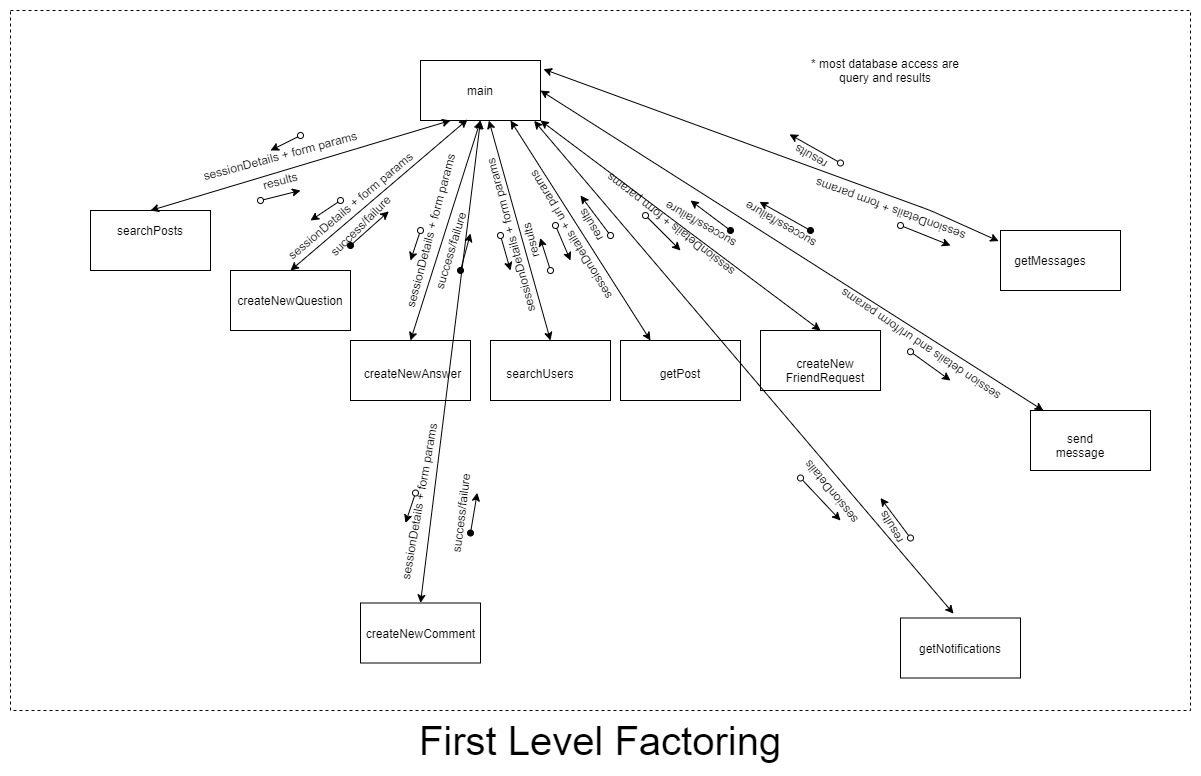 * most database access are
query and results
main
sessionDetails + form params
results
searchPosts
sessionDetails + form params
success/failure
createNewQuestion
sessionDetails + form params
success/failure
createNewAnswer
sessionDetails + form params
results
searchUsers
sessionDetails + url params
results
getPost
sessionDetails + form params
success/failure
createNew
FriendRequest
results
sessionDetails + form params
getMessages
success/failure
session details and url/form
params
send
message
sessionDetails + form params
success/failure
createNewComment
sessionDetails
results
getNotifications
First Level Factoring